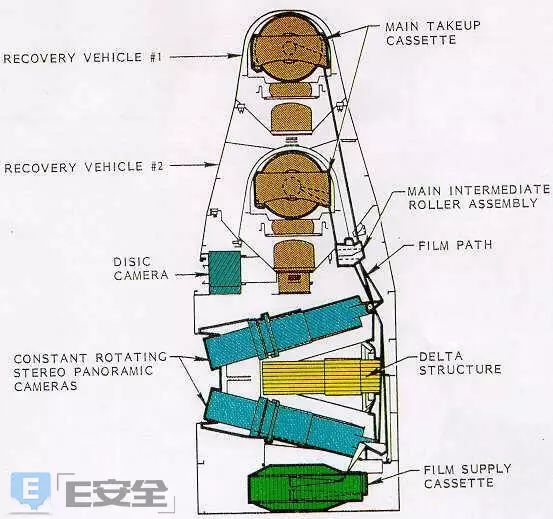 RECOVERY VEHICLE #1
MAIN TAKEUP
CASSETTE
RECOVERY VEHICLE #2
MAIN INTERMEDIATE
ROLLER ASSEMBLY
FILM PATH
DISIC
CAMERA
CONSTANT ROTATING
STEREO PANORAMIC
CAMERAS
DELTA
STRUCTURE
FILM SUPPLY
CASSETTE
E
E安全